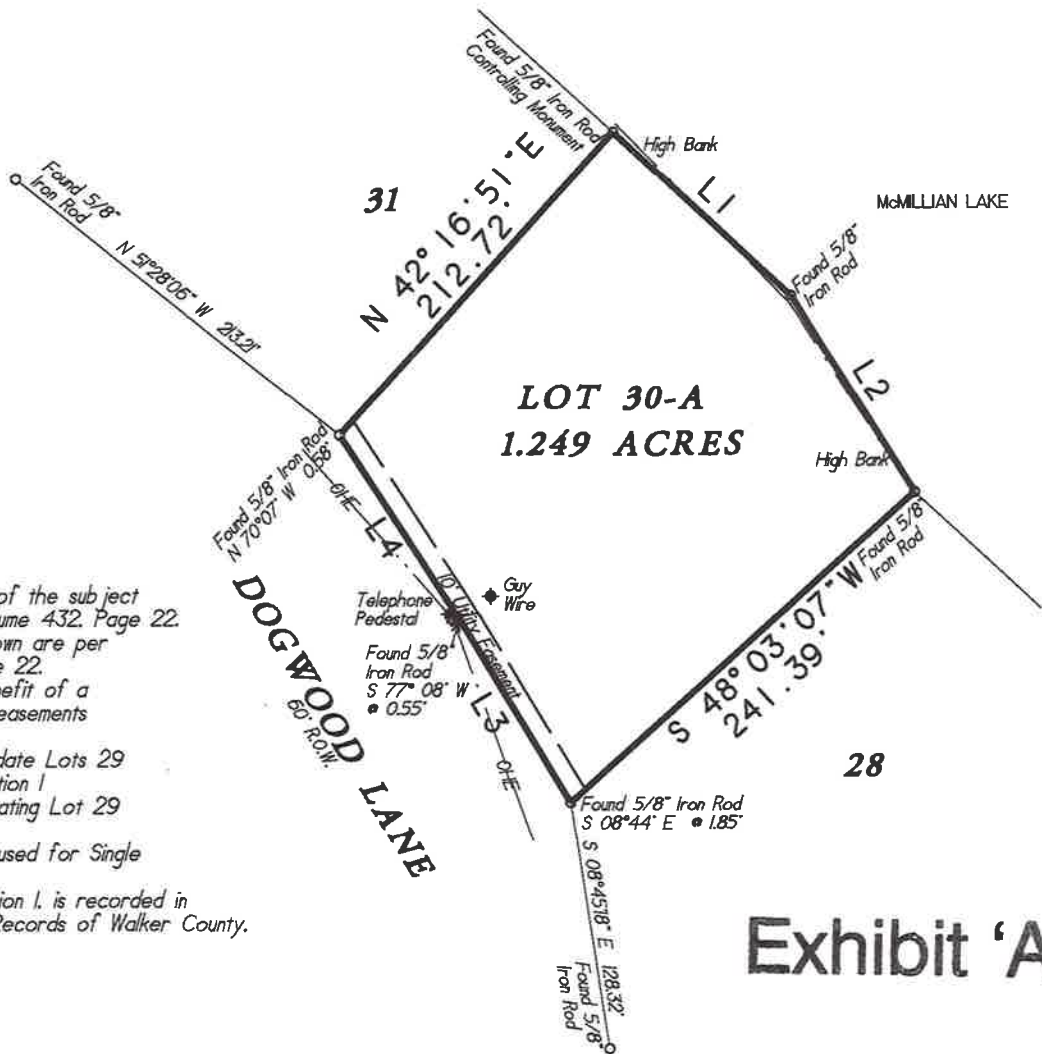 Found 5/8" Iron Rod
Controlling Monument
High Bank
L1
McMILLIAN LAKE
31
N 42° 16' 51" E
212.72'
Found 5/8"
Iron Rod
N 51°28'06" W 213.21'
Found 5/8"
Iron Rod
L2
LOT 30-A
1.249 ACRES
High Bank
Found 5/8"
Iron Rod
Found 5/8" Iron Rod
N 70°07' W 0.58'
OHE
L4
10' Utility Easement
Guy
Wire
Telephone
Pedestal
Found 5/8"
Iron Rod
S 77° 08' W
@ 0.55'
L3
OHE
DOGWOOD LANE
60' R.O.W.
S 48° 03' 07" W
241.39'
28
Found 5/8" Iron Rod
S 08°44' E @ 1.85'
S 08°45'18" E 128.32'
Found 5/8"
Iron Rod
of the subject
ume 432, Page 22.
own are per
e 22.
efit of a
easements
date Lots 29
tion I
ating Lot 29
used for Single
ion I, is recorded in
Records of Walker County.
Exhibit 'A